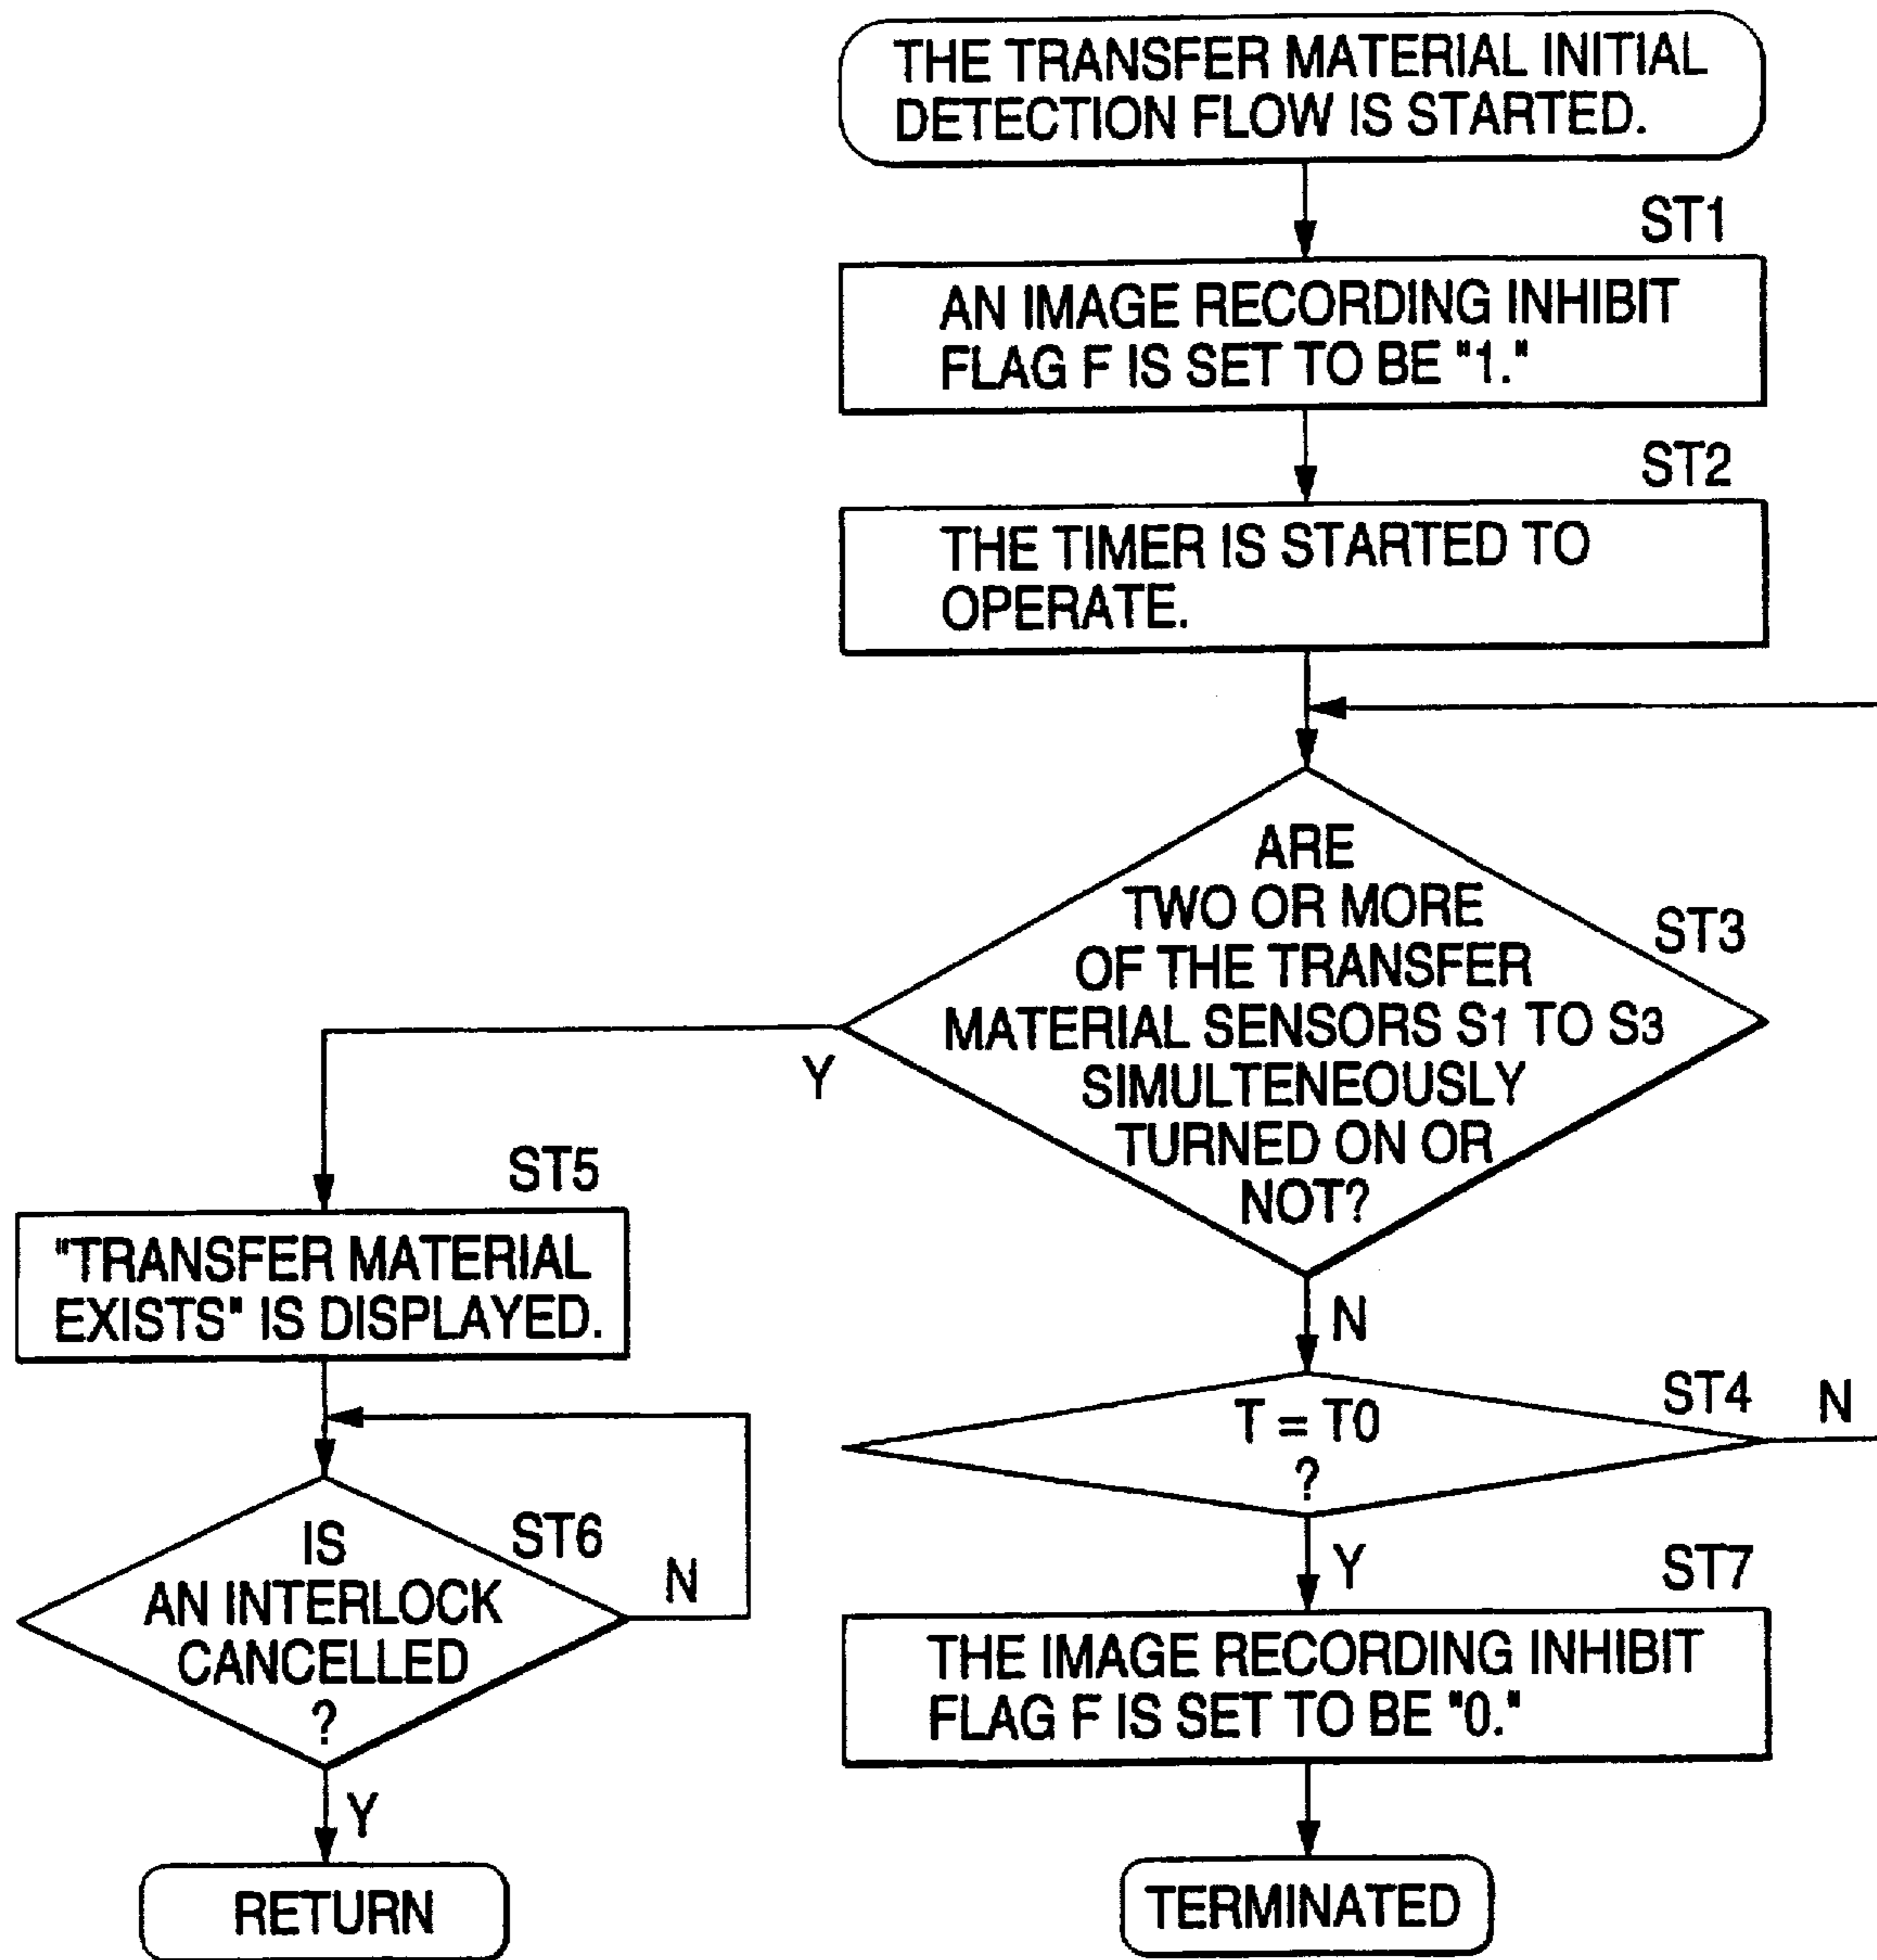 THE TRANSFER MATERIAL INITIAL
DETECTION FLOW IS STARTED.
ST1
AN IMAGE RECORDING INHIBIT
FLAG F IS SET TO BE "1."
ST2
THE TIMER IS STARTED TO
OPERATE.
ARE
TWO OR MORE
OF THE TRANSFER
MATERIAL SENSORS S1 TO S3
SIMULTENEOUSLY
TURNED ON OR
NOT?
ST3
Y
N
ST5
"TRANSFER MATERIAL
EXISTS" IS DISPLAYED.
ST4
T = T0
?
N
Y
ST6
IS
AN INTERLOCK
CANCELLED
?
N
Y
RETURN
ST7
THE IMAGE RECORDING INHIBIT
FLAG F IS SET TO BE "0."
TERMINATED